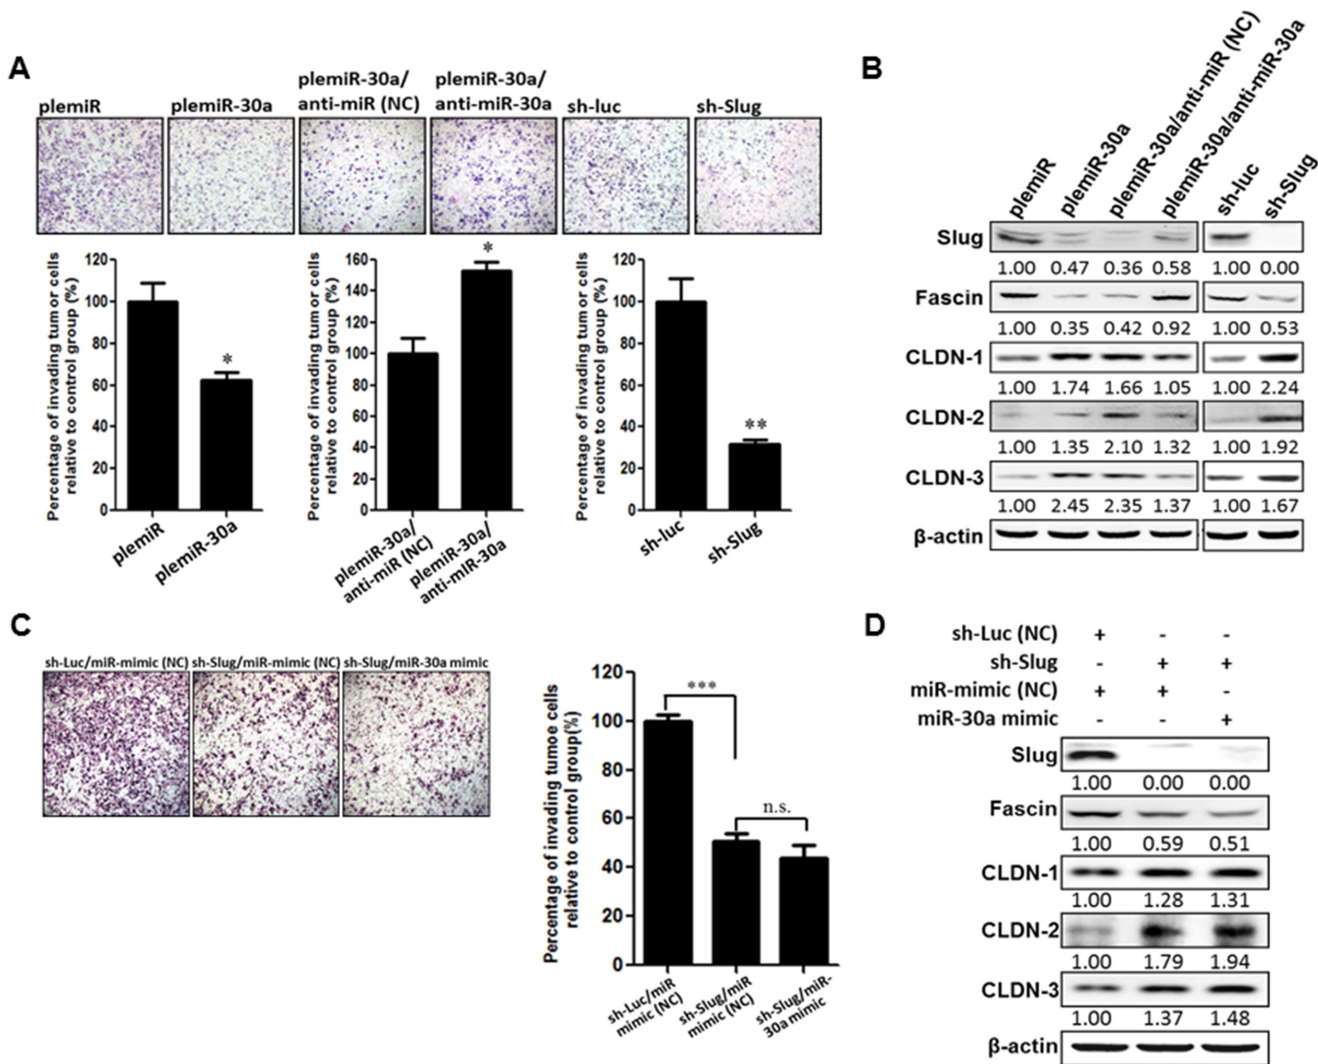 A
plemiR
plemiR-30a
plemiR-30a/
anti-miR (NC)
plemiR-30a/
anti-miR-30a
sh-luc
sh-Slug
Percentage of invading tumor cells
relative to control group (%)
120
100
80
60
40
20
0
*
plemiR
plemiR-30a
Percentage of invading tumor cells
relative to control group (%)
160
140
120
100
80
60
40
20
0
*
plemiR-30a/
anti-miR (NC)
plemiR-30a/
anti-mIR-30a
Percentage of invading tumor cells
relative to control group (%)
120
100
80
60
40
20
0
**
sh-luc
sh-Slug
B
plemiR
plemiR-30a
plemiR-30a/anti-miR (NC)
plemiR-30a/anti-miR-30a
sh-luc
sh-Slug
Slug
1.00 0.47 0.36 0.58 1.00 0.00
Fascin
1.00 0.35 0.42 0.92 1.00 0.53
CLDN-1
1.00 1.74 1.66 1.05 1.00 2.24
CLDN-2
1.00 1.35 2.10 1.32 1.00 1.92
CLDN-3
1.00 2.45 2.35 1.37 1.00 1.67
β-actin
C
sh-Luc/miR-mimic (NC) sh-Slug/miR-mimic (NC) sh-Slug/miR-30a mimic
Percentage of invading tumoe cells
relative to control group(%)
120
100
80
60
40
20
0
***
n.s.
sh-Luc/miR
mimic (NC)
sh-Slug/miR
mimic (NC)
sh-Slug/miR-
30a mimic
D
sh-Luc (NC) + - -
sh-Slug - + +
miR-mimic (NC) + + -
miR-30a mimic - - +
Slug
1.00 0.00 0.00
Fascin
1.00 0.59 0.51
CLDN-1
1.00 1.28 1.31
CLDN-2
1.00 1.79 1.94
CLDN-3
1.00 1.37 1.48
β-actin